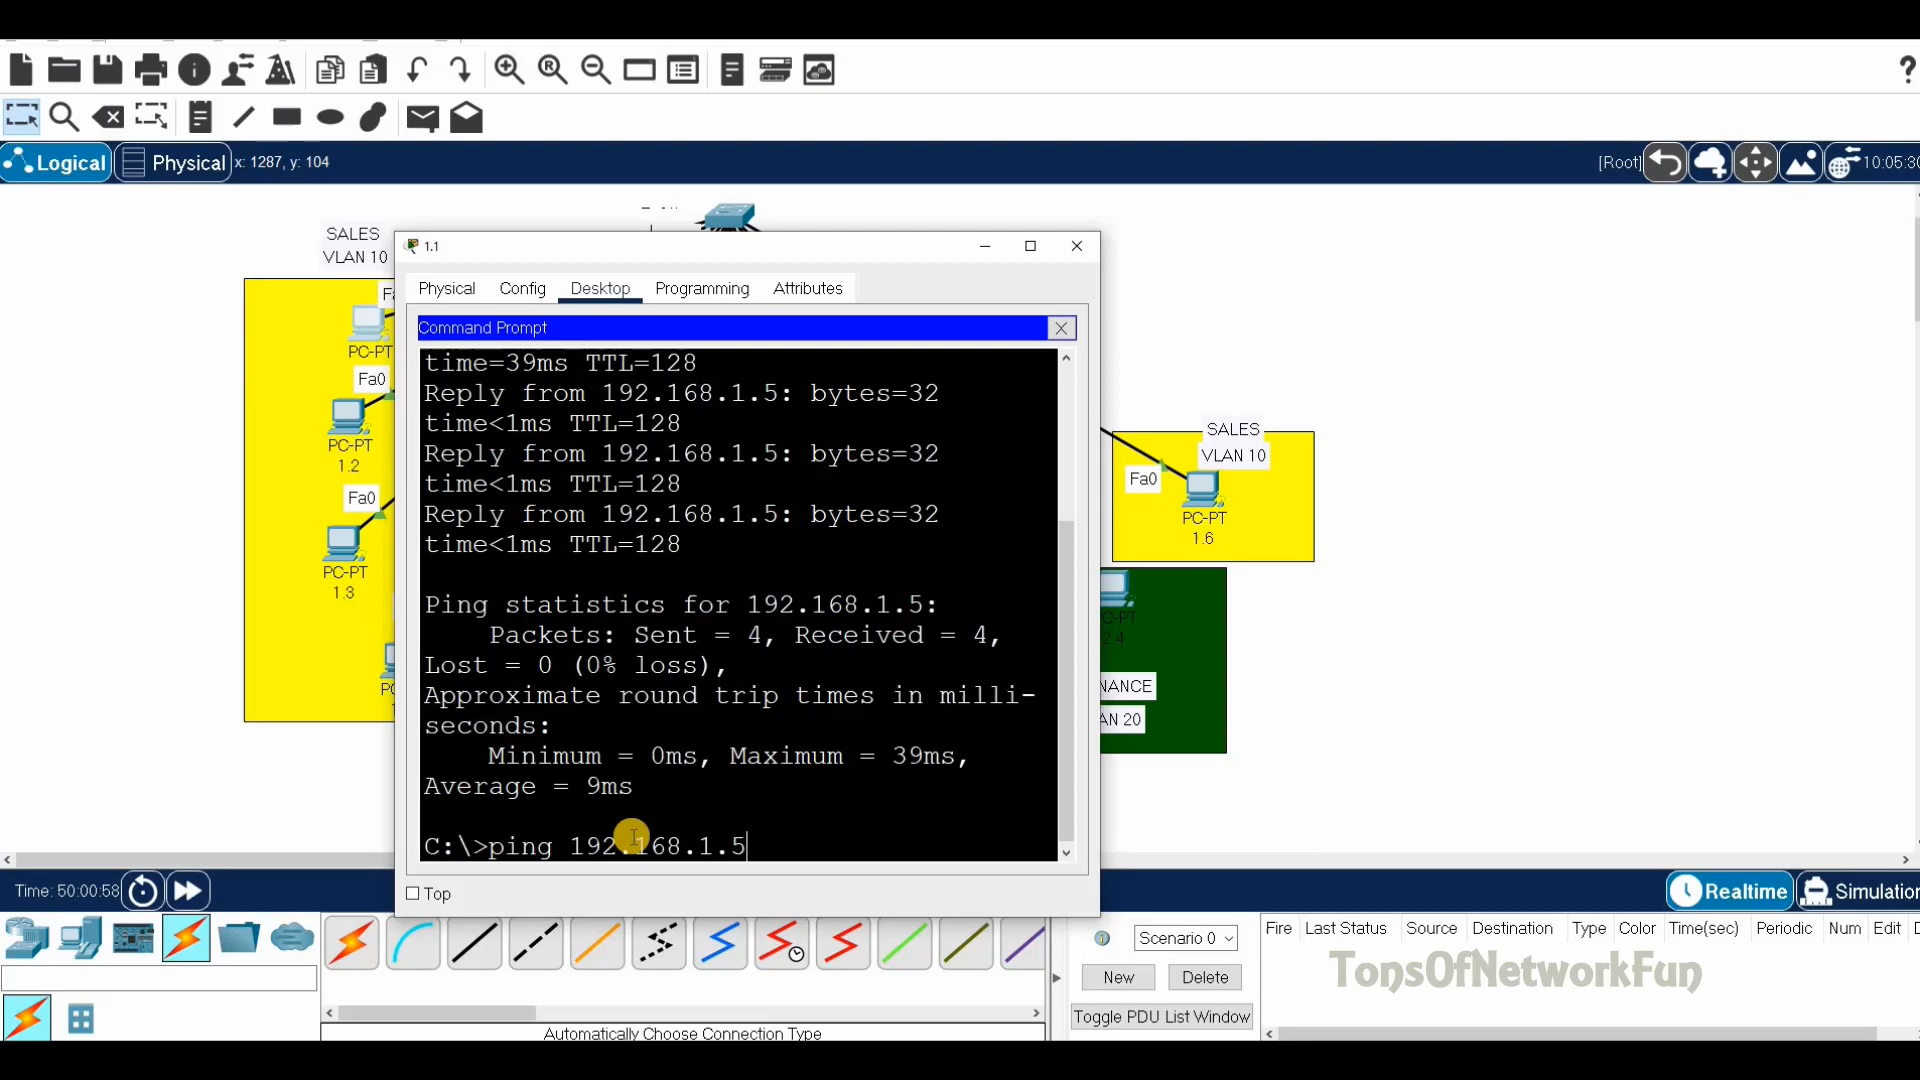 ?
Logical
Physical
x: 1287, y: 104
[Root]
10:05:30
SALES
VLAN 10
PC-PT
Fa0
PC-PT
1.2
Fa0
PC-PT
1.3
1.1
Physical
Config
Desktop
Programming
Attributes
Command Prompt
time=39ms TTL=128
Reply from 192.168.1.5: bytes=32
time<1ms TTL=128
Reply from 192.168.1.5: bytes=32
time<1ms TTL=128
Reply from 192.168.1.5: bytes=32
time<1ms TTL=128
Ping statistics for 192.168.1.5:
Packets: Sent = 4, Received = 4,
Lost = 0 (0% loss),
Approximate round trip times in milli-
seconds:
Minimum = 0ms, Maximum = 39ms,
Average = 9ms
C:\>ping 192.168.1.5
Top
SALES
VLAN 10
Fa0
PC-PT
1.6
2.4
NANCE
AN 20
Time: 50:00:58
Realtime
Simulation
Scenario 0
New
Delete
Toggle PDU List Window
Fire
Last Status
Source
Destination
Type
Color
Time(sec)
Periodic
Num
Edit
TonsOfNetworkFun
Automatically Choose Connection Type